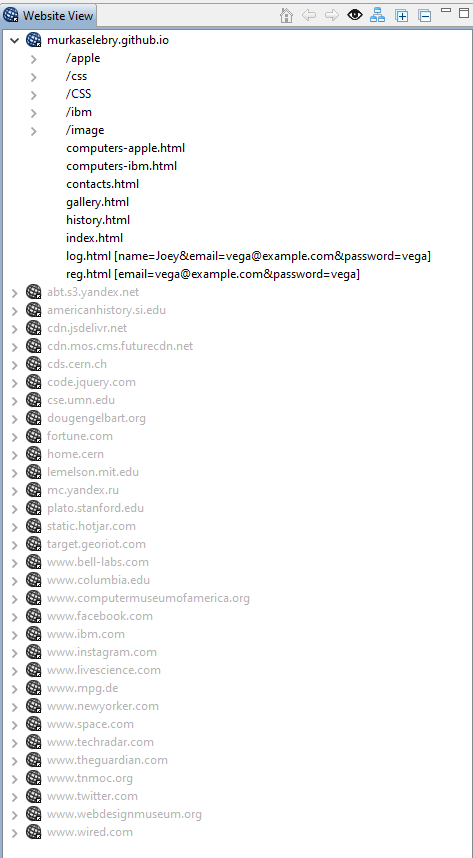 Website View
murkaselebry.github.io
/apple
/css
/CSS
/ibm
/image
computers-apple.html
computers-ibm.html
contacts.html
gallery.html
history.html
index.html
log.html [name=Joey&email=vega@example.com&password=vega]
reg.html [email=vega@example.com&password=vega]
abt.s3.yandex.net
americanhistory.si.edu
cdn.jsdelivr.net
cdn.mos.cms.futurecdn.net
cds.cern.ch
code.jquery.com
cse.umn.edu
dougengelbart.org
fortune.com
home.cern
lemelson.mit.edu
mc.yandex.ru
plato.stanford.edu
static.hotjar.com
target.georiot.com
www.bell-labs.com
www.columbia.edu
www.computermuseumofamerica.org
www.facebook.com
www.ibm.com
www.instagram.com
www.livescience.com
www.mpg.de
www.newyorker.com
www.space.com
www.techradar.com
www.theguardian.com
www.tnmoc.org
www.twitter.com
www.webdesignmuseum.org
www.wired.com